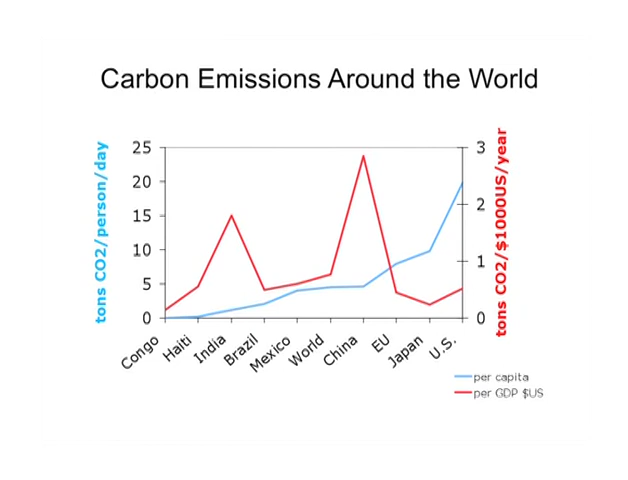 Carbon Emissions Around the World
tons CO2/person/day
25
20
15
10
5
0
3
2
1
0
tons CO2/$1000US/year
Congo
Haiti
India
Brazil
Mexico
World
China
EU
Japan
U.S.
per capita
per GDP $US